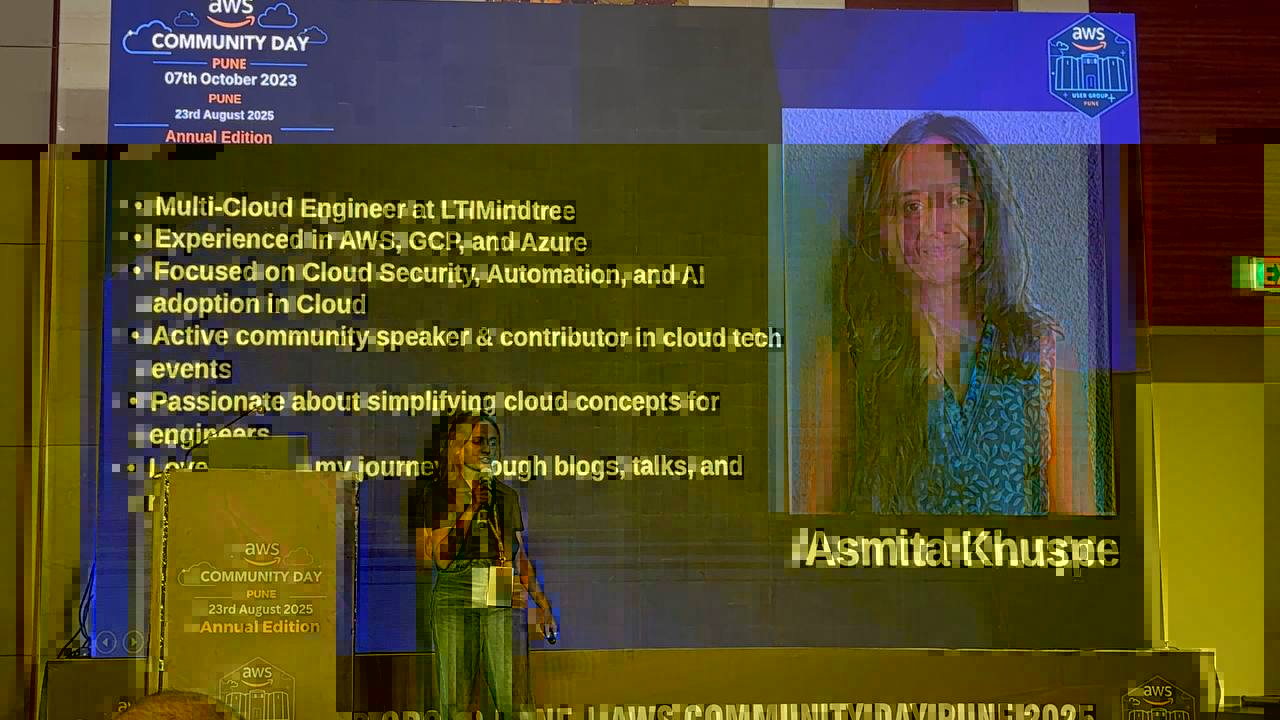 aws
COMMUNITY DAY
PUNE
07th October 2023
PUNE
23rd August 2025
Annual Edition
aws
USER GROUP
PUNE
• Multi-Cloud Engineer at LTIMindtree
• Experienced in AWS, GCP, and Azure
• Focused on Cloud Security, Automation, and AI
adoption in Cloud
• Active community speaker & contributor in cloud tech
events
• Passionate about simplifying cloud concepts for
engineers
• my journey blogs, talks, and
Asmita Khuspe
EX
aws
COMMUNITY DAY
PUNE
23rd August 2025
Annual Edition
aws
AWS COMMUNITY DAY PUNE 2025
aws